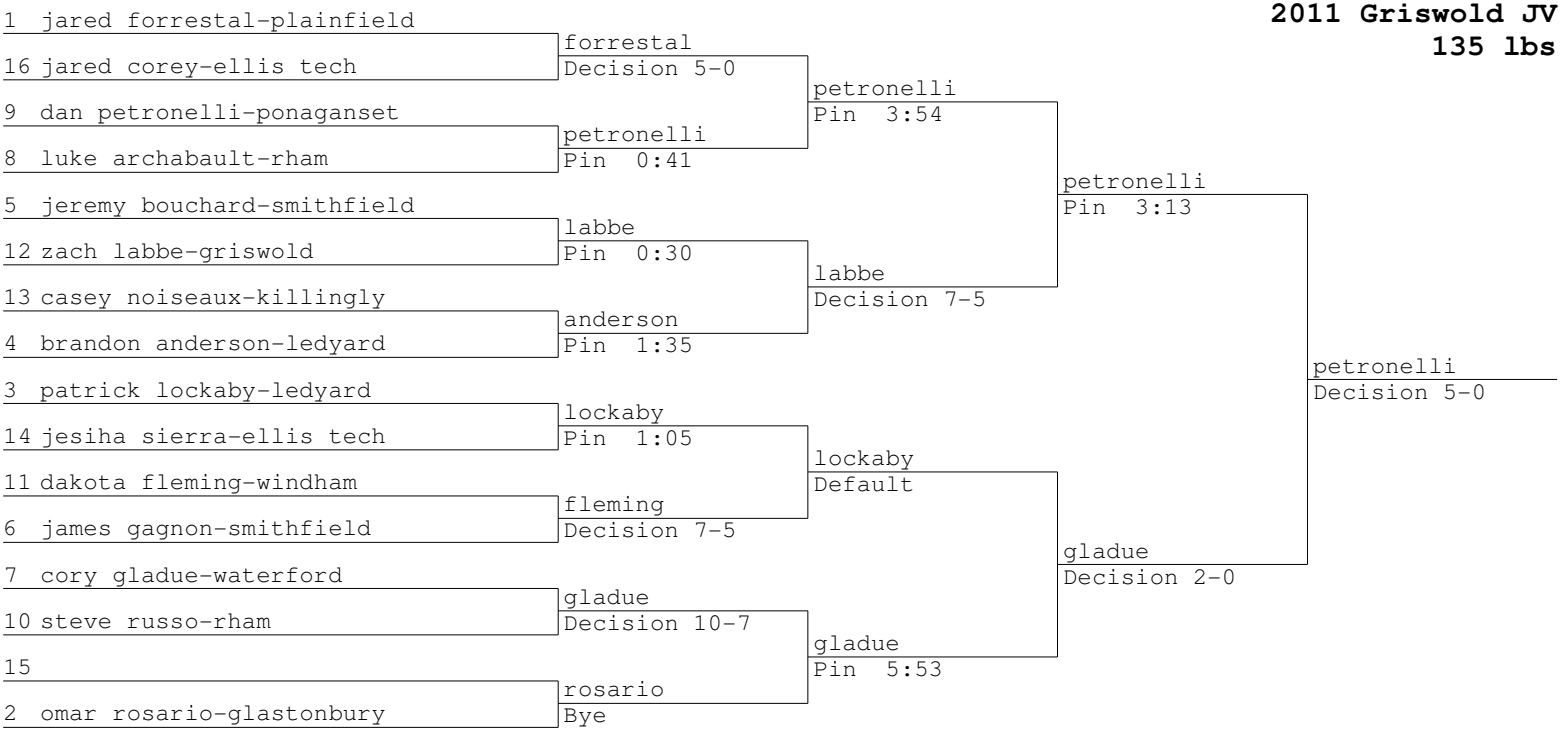 2011 Griswold JV
135 lbs
1 jared forrestal-plainfield
16 jared corey-ellis tech
9 dan petronelli-ponaganset
8 luke archabault-rham
5 jeremy bouchard-smithfield
12 zach labbe-griswold
13 casey noiseaux-killingly
4 brandon anderson-ledyard
3 patrick lockaby-ledyard
14 jesiha sierra-ellis tech
11 dakota fleming-windham
6 james gagnon-smithfield
7 cory gladue-waterford
10 steve russo-rham
15
2 omar rosario-glastonbury
forrestal
Decision 5-0
petronelli
Pin 0:41
labbe
Pin 0:30
anderson
Pin 1:35
lockaby
Pin 1:05
fleming
Decision 7-5
gladue
Decision 10-7
rosario
Bye
petronelli
Pin 3:54
labbe
Decision 7-5
lockaby
Default
gladue
Pin 5:53
petronelli
Pin 3:13
gladue
Decision 2-0
petronelli
Decision 5-0